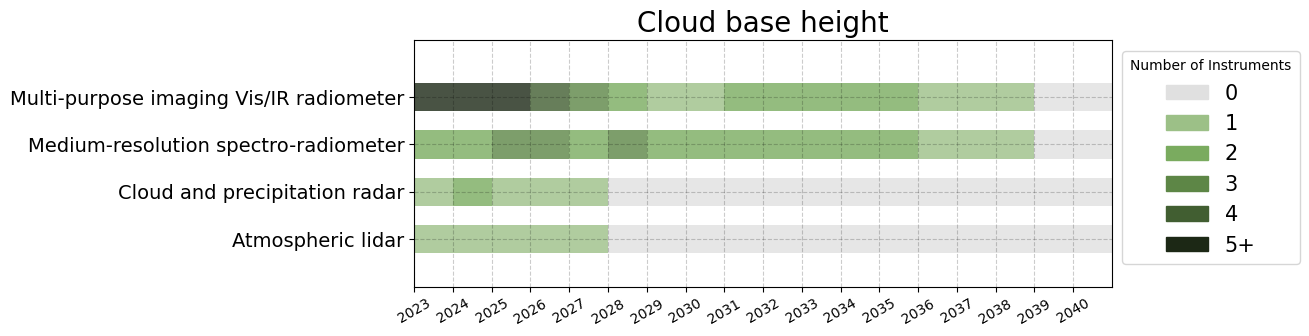 Cloud base height
Multi-purpose imaging Vis/IR radiometer
Medium-resolution spectro-radiometer
Cloud and precipitation radar
Atmospheric lidar
2023 2024 2025 2026 2027 2028 2029 2030 2031 2032 2033 2034 2035 2036 2037 2038 2039 2040
Number of Instruments
0
1
2
3
4
5+